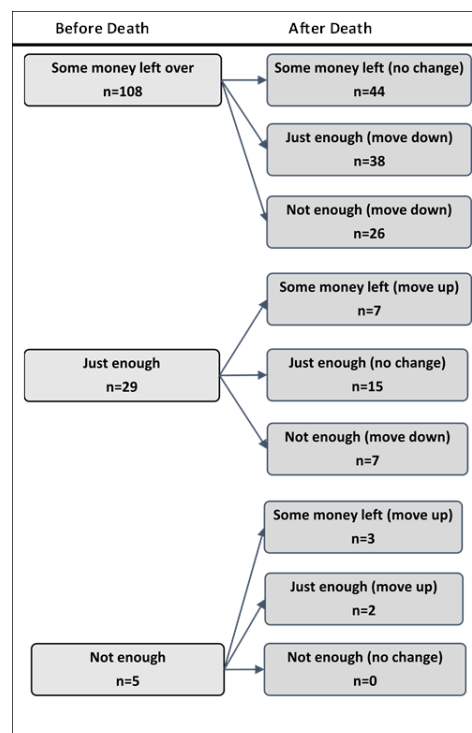 Before Death
After Death
Some money left over
n=108
Some money left (no change)
n=44
Just enough (move down)
n=38
Not enough (move down)
n=26
Just enough
n=29
Some money left (move up)
n=7
Just enough (no change)
n=15
Not enough (move down)
n=7
Not enough
n=5
Some money left (move up)
n=3
Just enough (move up)
n=2
Not enough (no change)
n=0